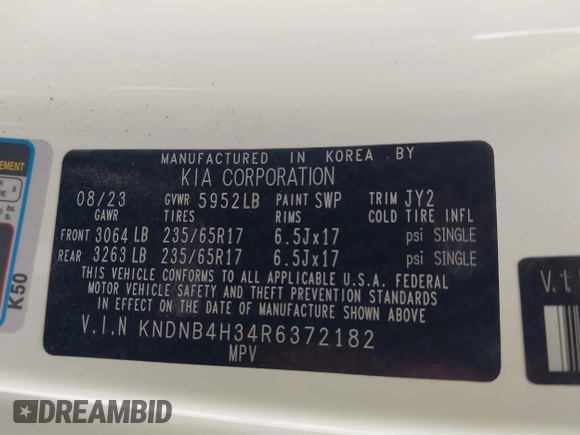 MANUFACTURED IN KOREA BY
KIA CORPORATION
08/23 GVWR 5952LB PAINT SWP TRIM JY2
GAWR TIRES RIMS COLD TIRE INFL
FRONT 3064 LB 235/65R17 6.5Jx17 psi SINGLE
REAR 3263 LB 235/65R17 6.5Jx17 psi SINGLE
THIS VEHICLE CONFORMS TO ALL APPLICABLE U.S.A. FEDERAL
MOTOR VEHICLE SAFETY AND THEFT PREVENTION STANDARDS
IN EFFECT ON THE DATE OF MANUFACTURE SHOWN ABOVE
V.I.N KNDNB4H34R6372182
MPV
6
K50
DREAMBID